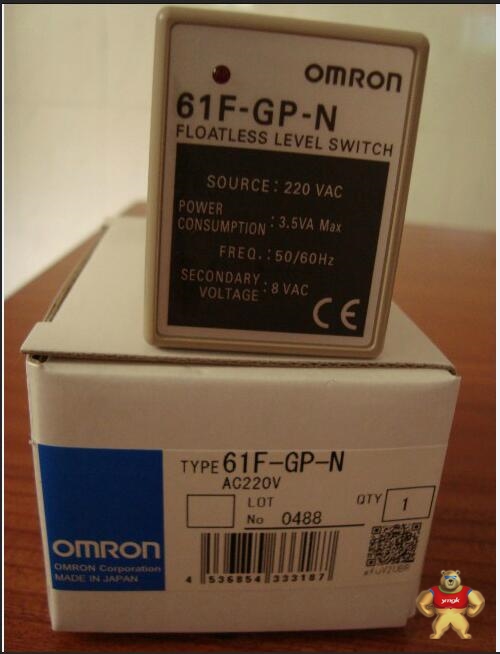 OMRON
61F-GP-N
FLOATLESS LEVEL SWITCH
SOURCE: 220 VAC
POWER
CONSUMPTION : 3.5VA Max
FREQ.: 50/60Hz
SECONDARY
VOLTAGE : 8 VAC
CE
TYPE 61F-GP-N
AC220V
LOT
No 0488
QTY 1
OMRON
OMRON Corporation
MADE IN JAPAN
4 536854 333187
ymgk